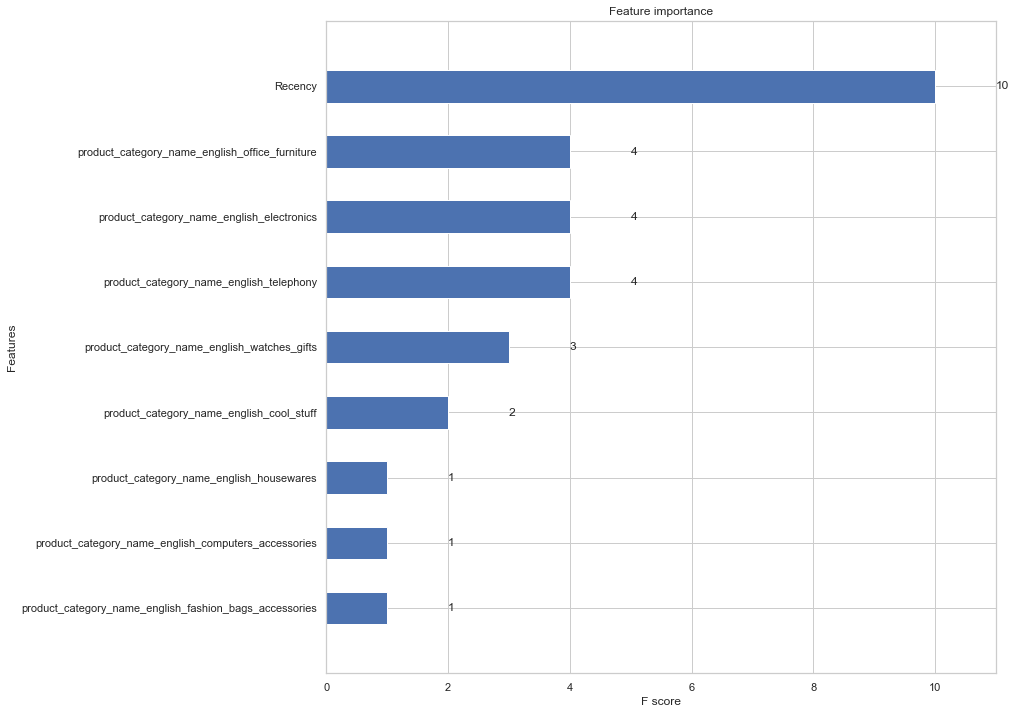 Feature importance
Recency
10
product_category_name_english_office_furniture
4
product_category_name_english_electronics
4
product_category_name_english_telephony
4
product_category_name_english_watches_gifts
3
product_category_name_english_cool_stuff
2
product_category_name_english_housewares
1
product_category_name_english_computers_accessories
1
product_category_name_english_fashion_bags_accessories
1
Features
0 2 4 6 8 10
F score